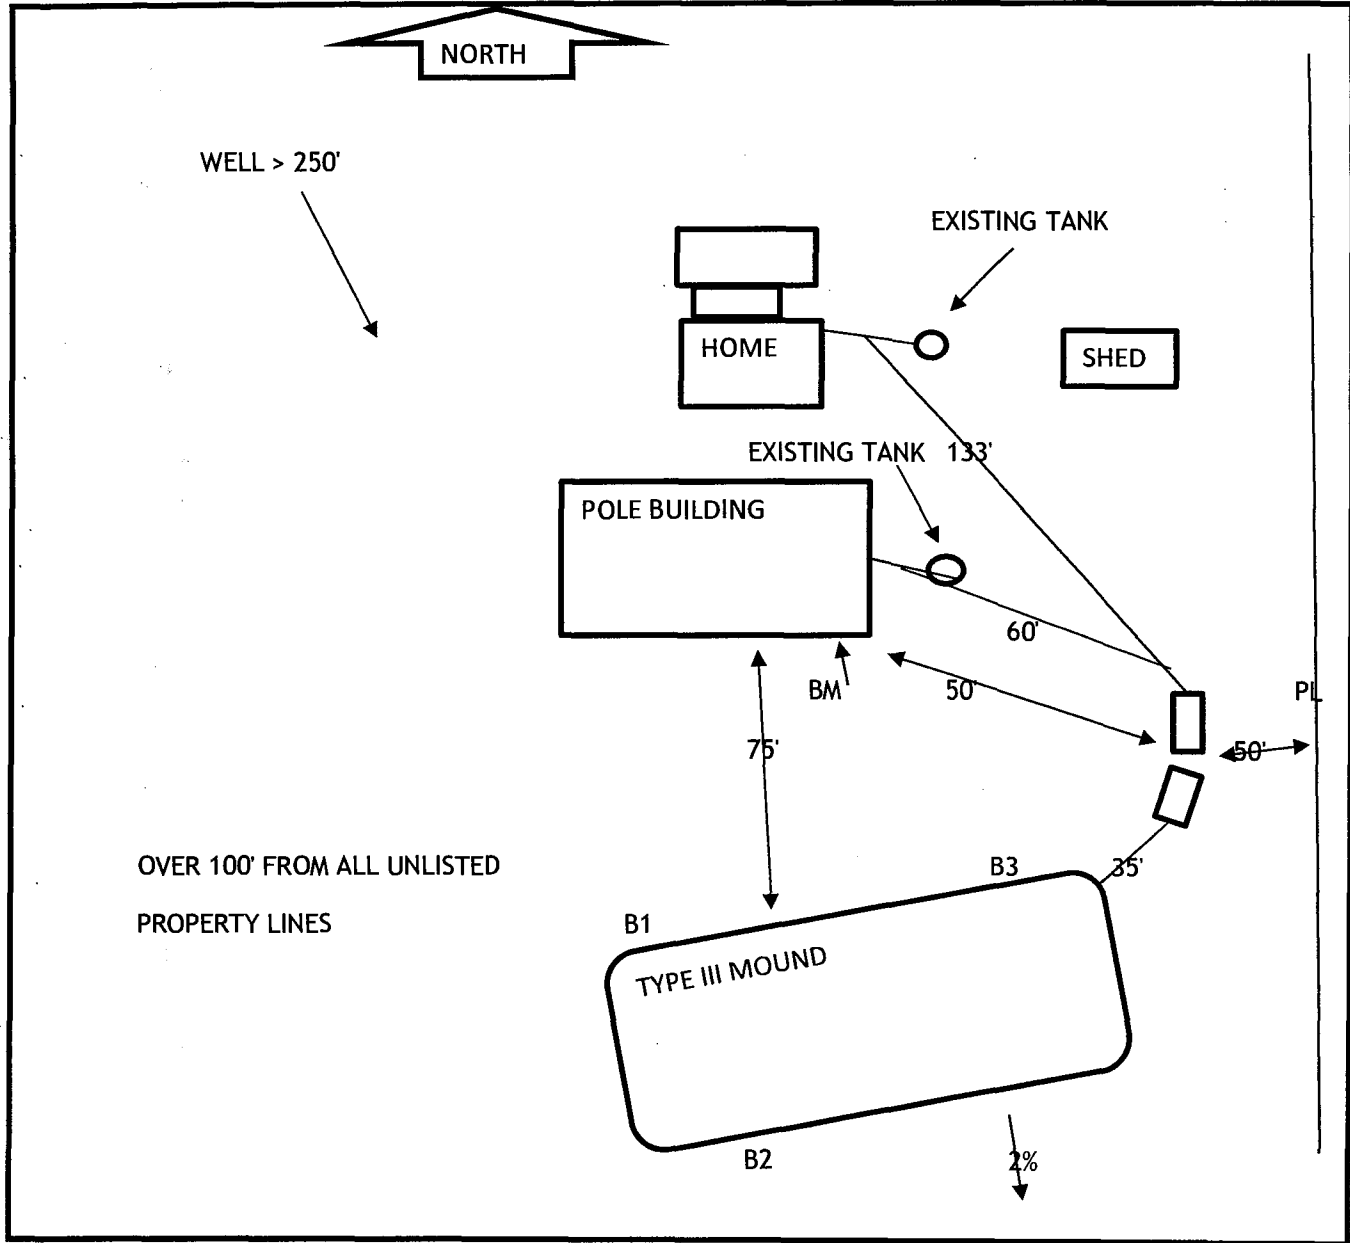 NORTH
WELL > 250'
EXISTING TANK
HOME
SHED
EXISTING TANK 133'
POLE BUILDING
60'
BM
50'
PL
75'
50'
OVER 100' FROM ALL UNLISTED
PROPERTY LINES
B3
35'
B1
TYPE III MOUND
B2
2%